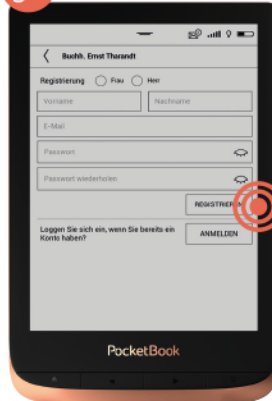 Buchh. Ernst Tharandt
Registrierung Frau Herr
Vorname Nachname
E-Mail
Passwort
Passwort wiederholen
REGISTRIEREN
Loggen Sie sich ein, wenn Sie bereits ein
Konto haben?
ANMELDEN
PocketBook